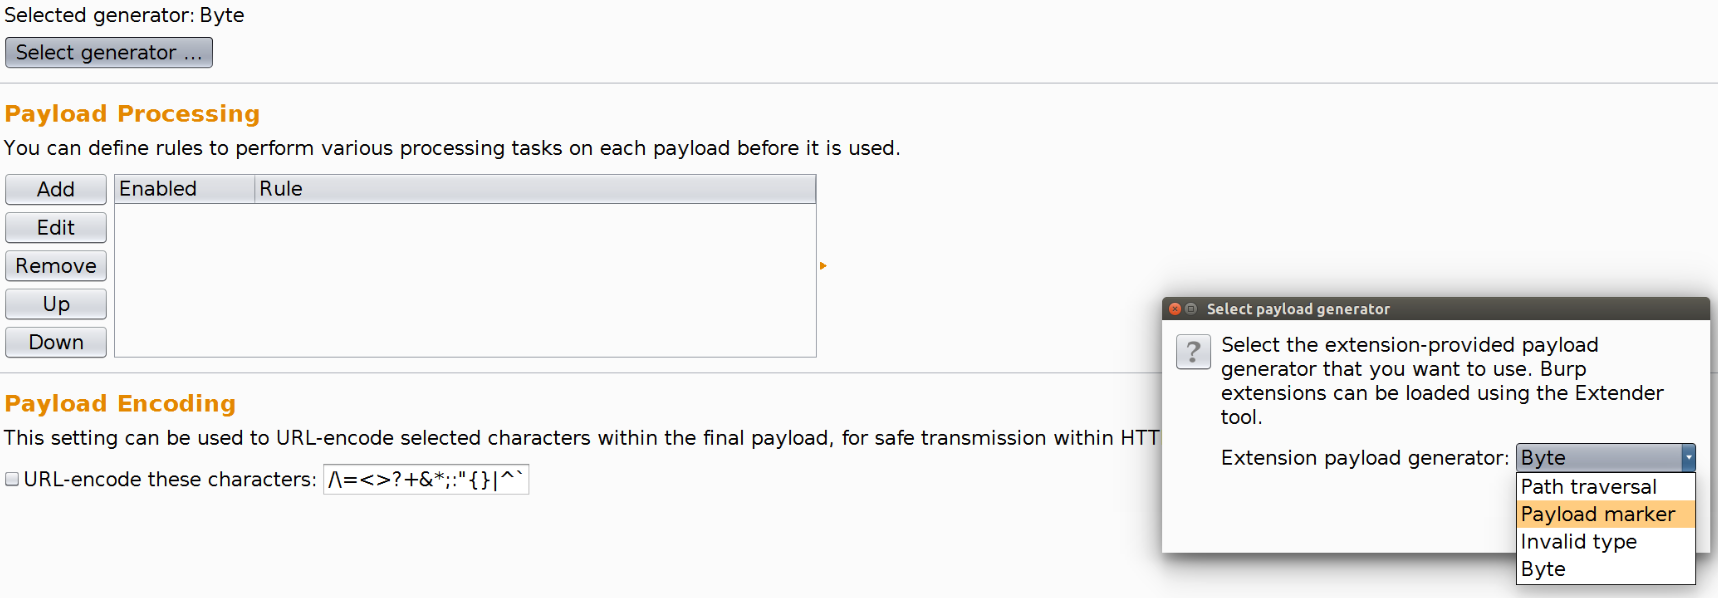 Selected generator: Byte
Select generator ...
Payload Processing
You can define rules to perform various processing tasks on each payload before it is used.
Add
Enabled Rule
Edit
Remove
Up
Down
Payload Encoding
This setting can be used to URL-encode selected characters within the final payload, for safe transmission within HTT
URL-encode these characters: /\=<>?+&*;:"{}|^`
Select payload generator
?
Select the extension-provided payload
generator that you want to use. Burp
extensions can be loaded using the Extender
tool.
Extension payload generator: Byte
Path traversal
Payload marker
Invalid type
Byte